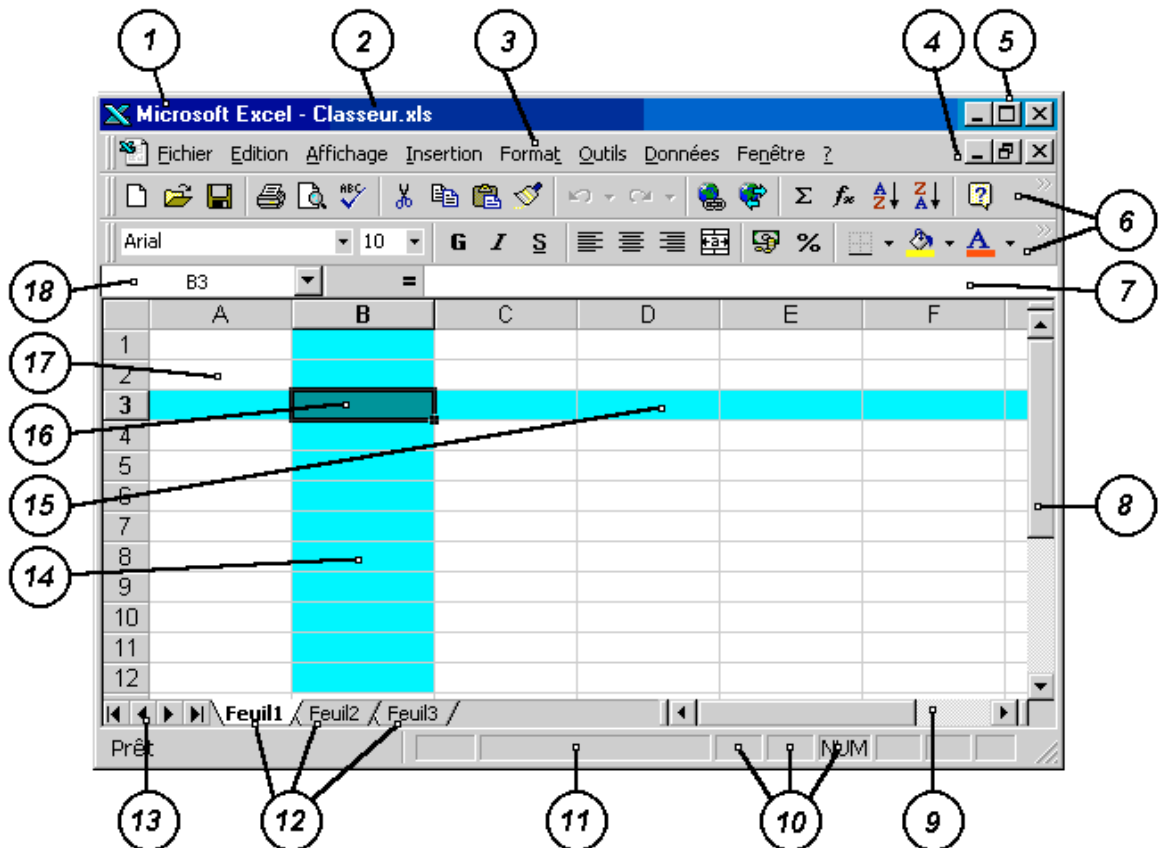 1 2 3 4 5
Microsoft Excel - Classeur.xls
Fichier Edition Affichage Insertion Format Outils Données Fenêtre ?
ABC Σ fx A Z Z A ?
6
Arial 10 G I S a % A
18 B3 = 7
A B C D E F
1
17
2
3
16
4
5
15
6
8
7
8
14
9
10
11
12
Feuil1 Feuil2 Feuil3
Prêt NUM
13 12 11 10 9